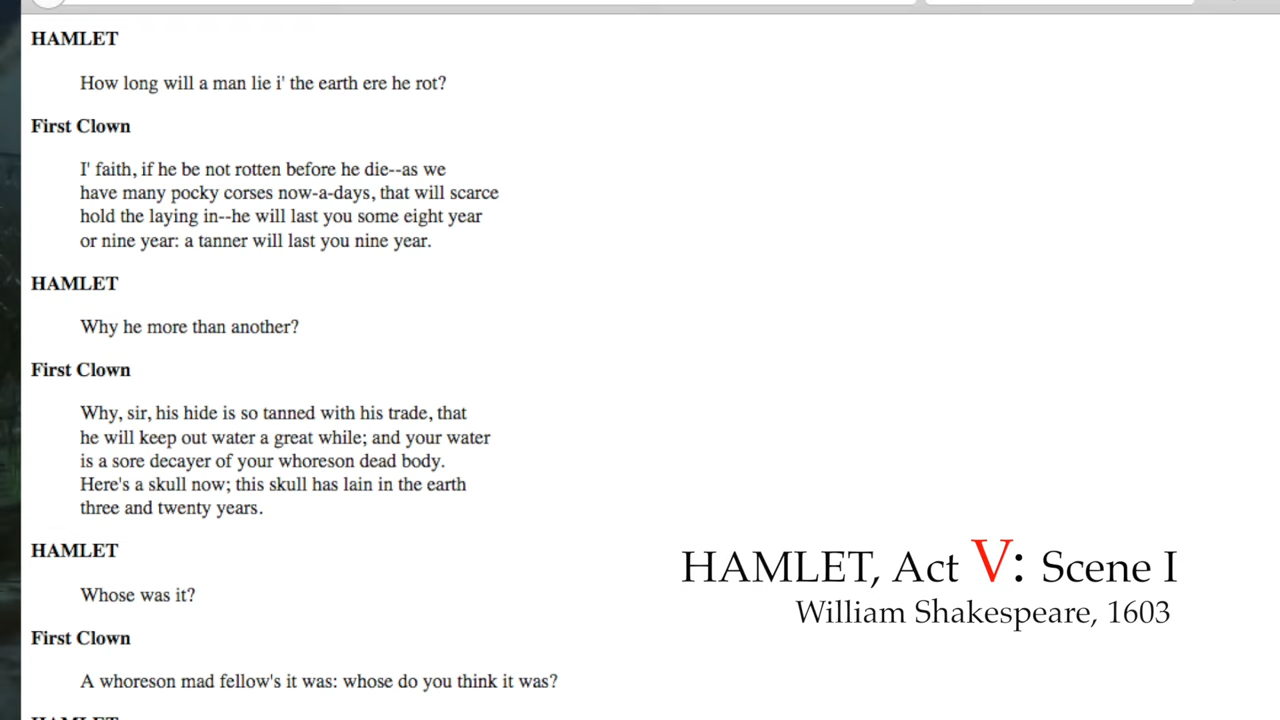 HAMLET
How long will a man lie i' the earth ere he rot?
First Clown
I' faith, if he be not rotten before he die--as we
have many pocky corses now-a-days, that will scarce
hold the laying in--he will last you some eight year
or nine year: a tanner will last you nine year.
HAMLET
Why he more than another?
First Clown
Why, sir, his hide is so tanned with his trade, that
he will keep out water a great while; and your water
is a sore decayer of your whoreson dead body.
Here's a skull now; this skull has lain in the earth
three and twenty years.
HAMLET
Whose was it?
First Clown
A whoreson mad fellow's it was: whose do you think it was?
HAMLET
HAMLET, Act V: Scene I
William Shakespeare, 1603